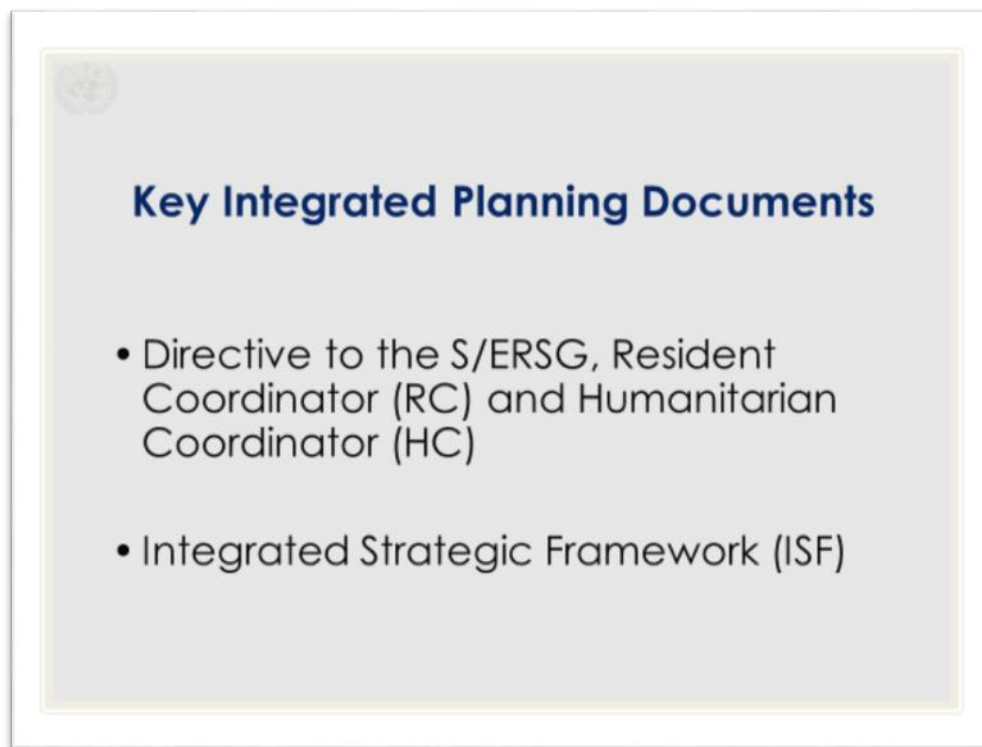 Key Integrated Planning Documents
• Directive to the S/ERSG, Resident
Coordinator (RC) and Humanitarian
Coordinator (HC)
• Integrated Strategic Framework (ISF)